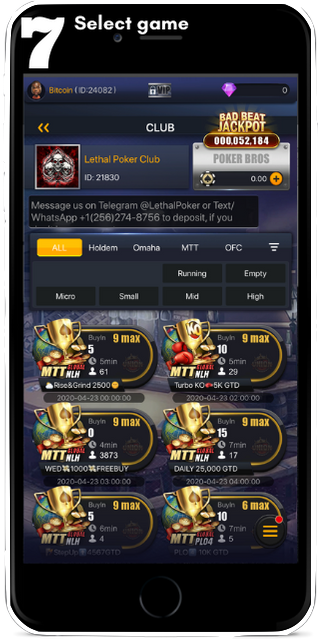 7 Select game
Bitcoin ( ID:24082 )
VIP
0
CLUB
BAD BEAT
JACKPOT
000,052,184
Lethal Poker Club
ID: 21830
POKER BROS
0.00 +
Message us on Telegram @LethalPoker or Text/
WhatsApp +1(256)-274-8756 to deposit, if you
ALL Holdem Omaha MTT OFC
Running Empty
Micro Small Mid High
BuyIn 9 max
5
5min
61
MTT GLOBAL
NLH
Rise&Grind 2500
2020-04-23 00:00:00
KO
BuyIn 9 max
10
5min
29
MTT GLOBAL
NLH
Turbo KO 5K GTD
2020-04-23 02:00:00
BuyIn 9 max
0
4min
3873
MTT GLOBAL
NLH
WED 1000 FREEBUY
2020-04-23 03:00:00
BuyIn 9 max
15
7min
17
MTT GLOBAL
NLH
DAILY 25,000 GTD
2020-04-23 04:00:00
BuyIn 9 max
5
6min
4
MTT GLOBAL
NLH
StepUp 4567GTD
BuyIn 6 max
10
7min
5
MTT GLOBAL
PLO4
PLO 10K GTD